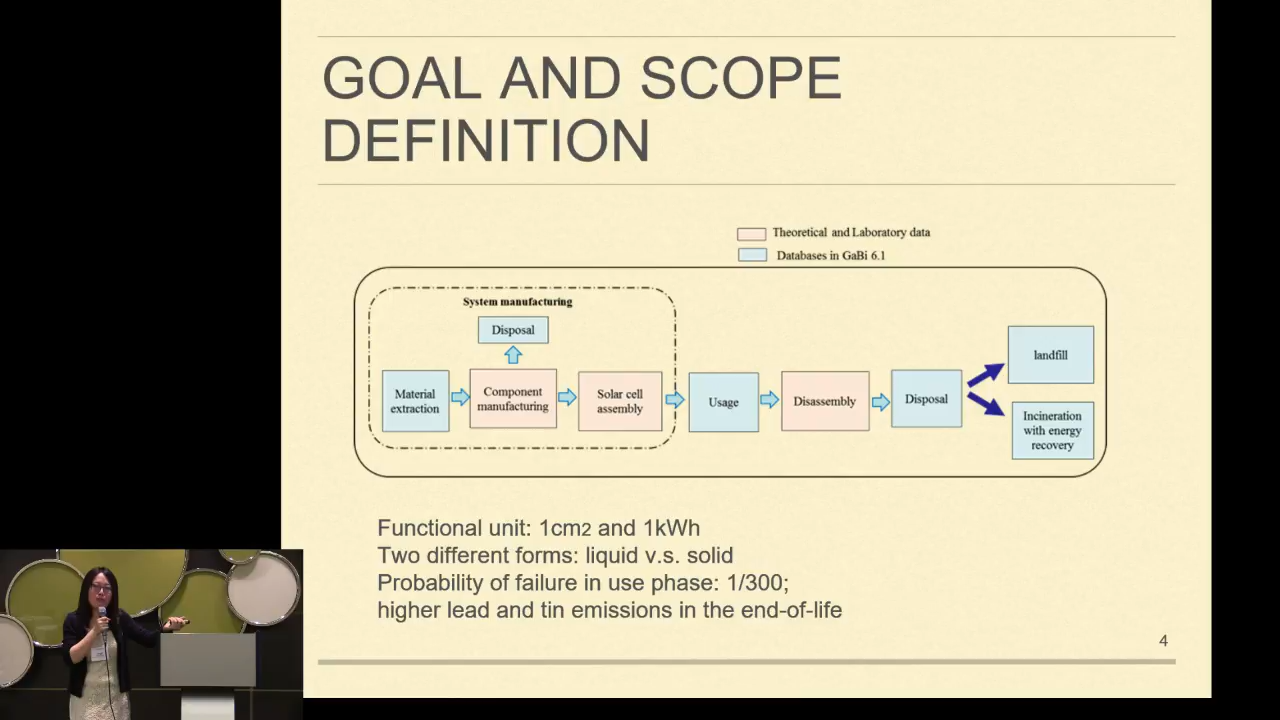 GOAL AND SCOPE
DEFINITION
Theoretical and Laboratory data
Databases in GaBi 6.1
System manufacturing
Disposal
Material
extraction
Component
manufacturing
Solar cell
assembly
Usage
Disassembly
Disposal
landfill
Incineration
with energy
recovery
Functional unit: 1cm2 and 1kWh
Two different forms: liquid v.s. solid
Probability of failure in use phase: 1/300;
higher lead and tin emissions in the end-of-life
4